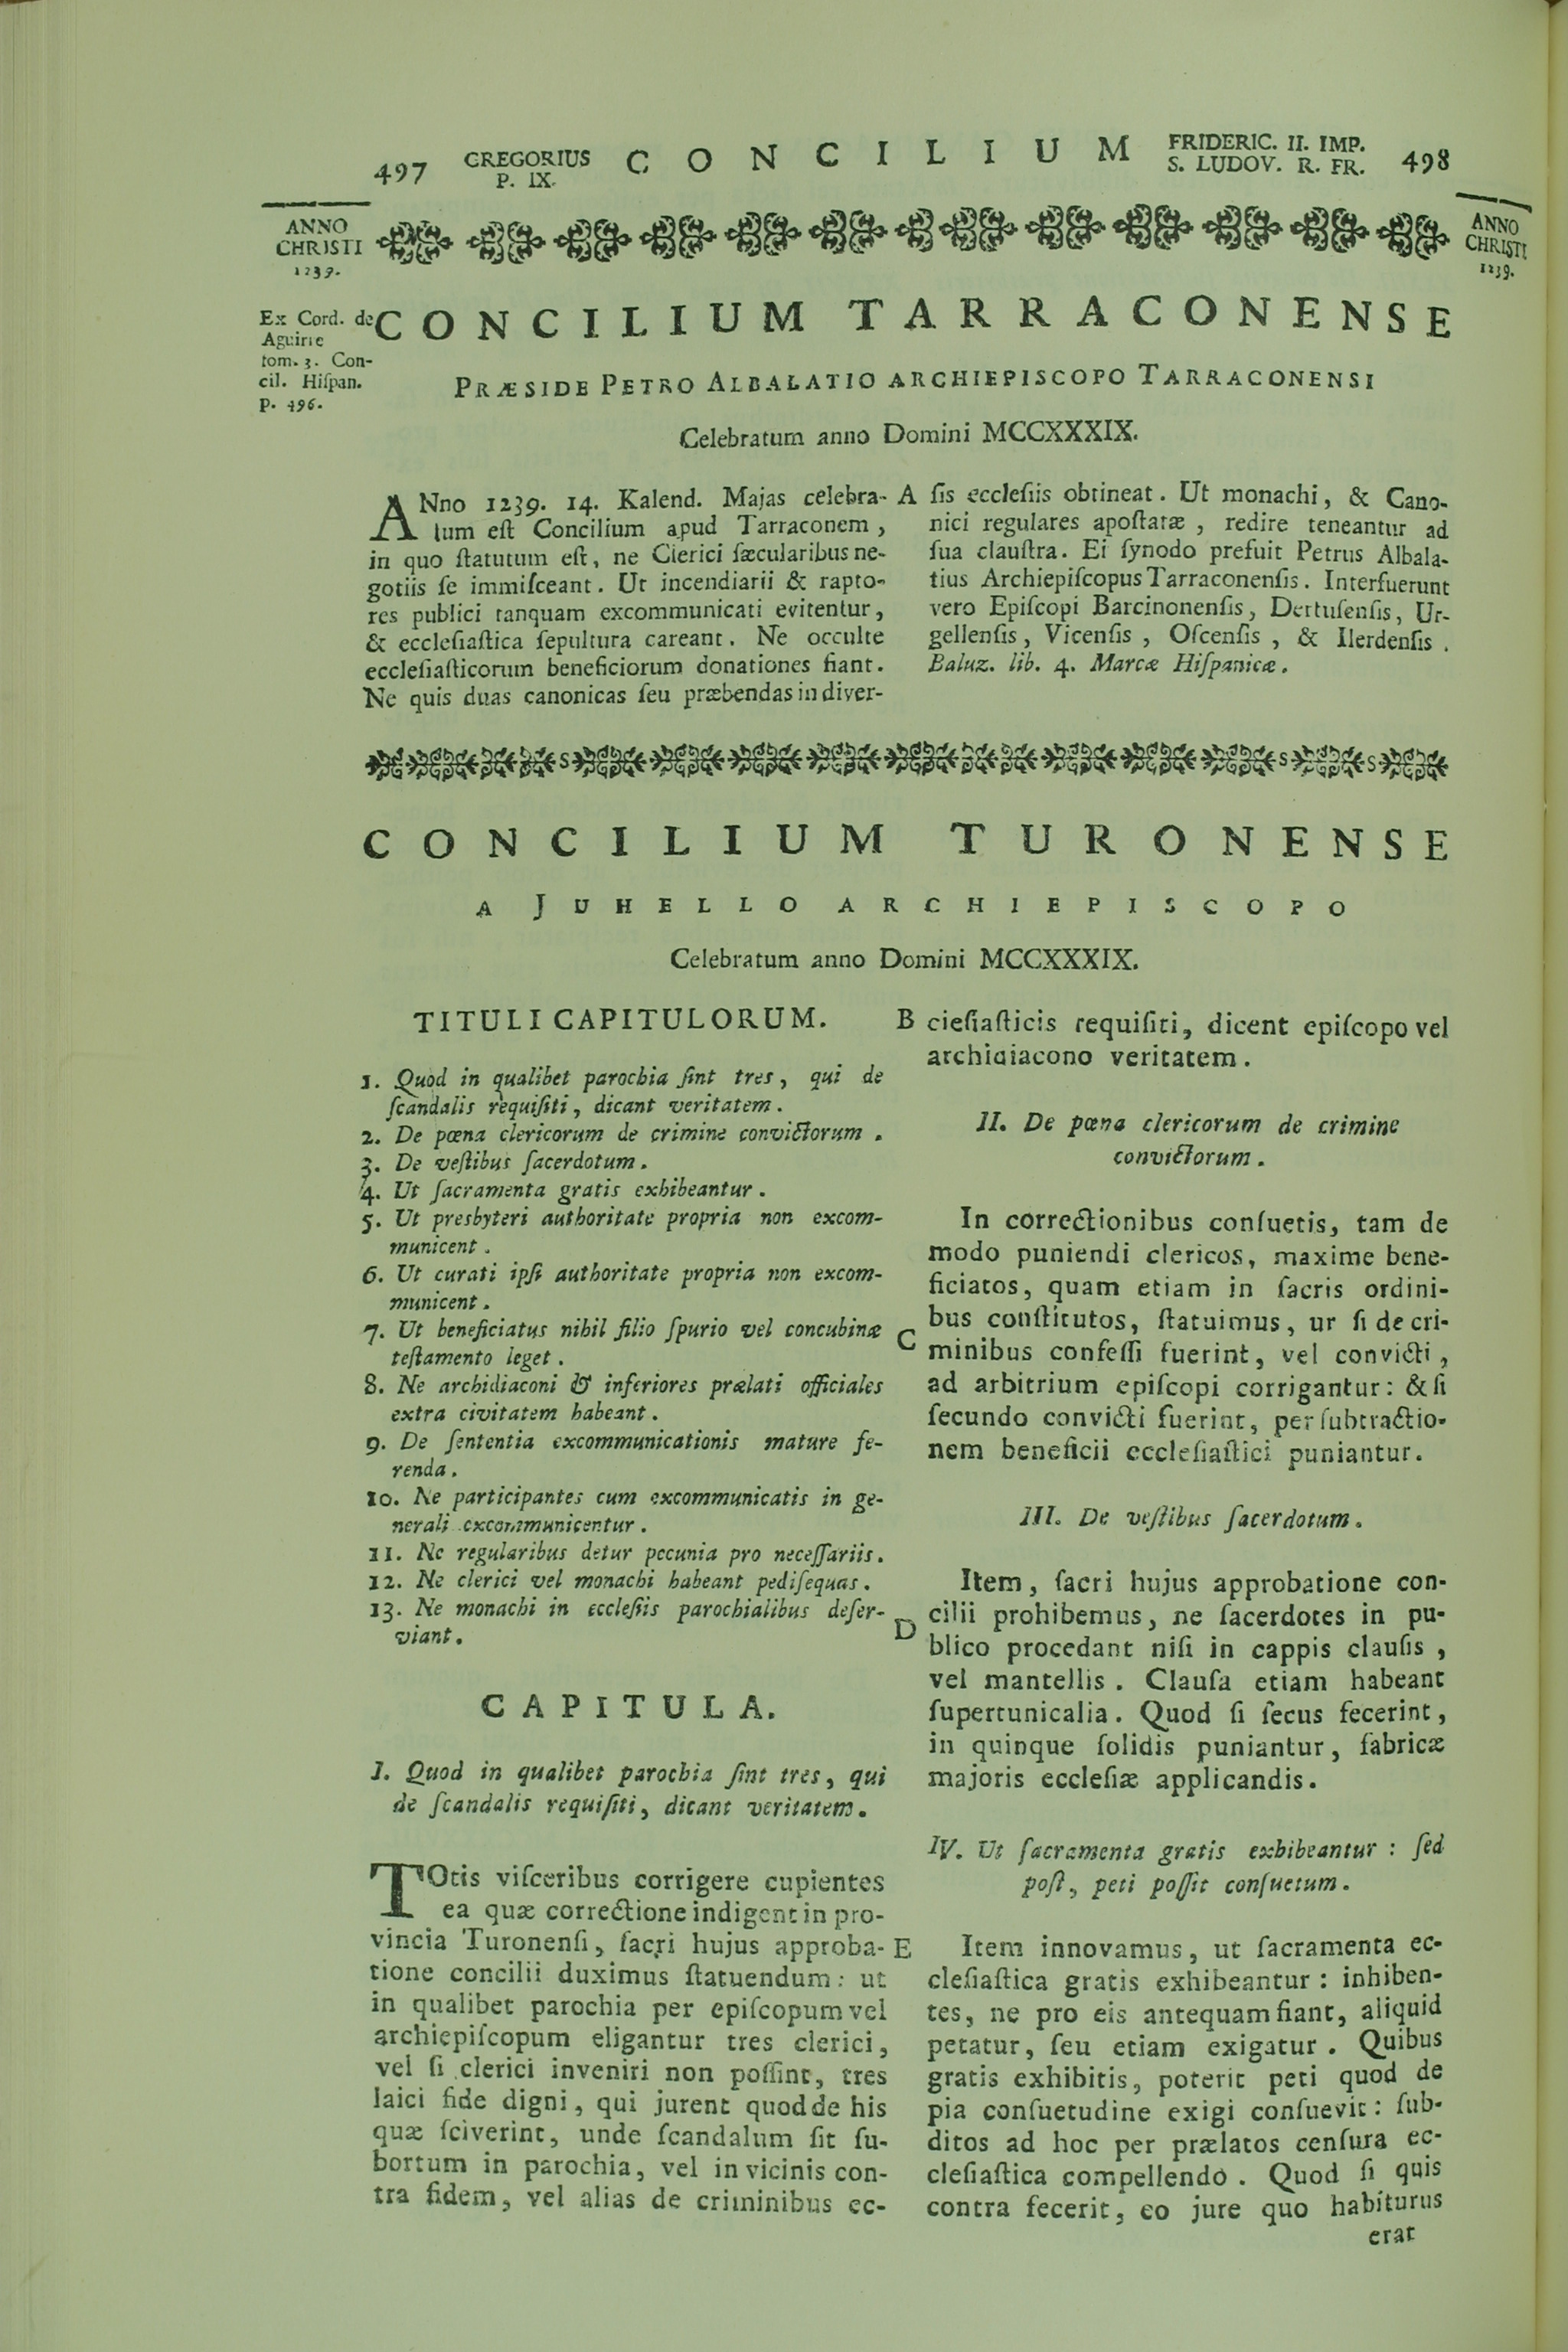 497 GREGORIUS P. IX. CONCILIUM FRIDERIC. II. IMP. S. LUDOV. R. FR. 498
ANNO
CHRISTI
1239.
ANNO
CHRISTI
1239.
Ex Cord. de
Aguirre
tom. 3. Con-
cil. Hiſpan.
p. 496.
CONCILIUM TARRACONENSE
PRÆSIDE PETRO ALBALATIO ARCHIEPISCOPO TARRACONENSI
Celebratum anno Domini MCCXXXIX.
ANno 1239. 14. Kalend. Majas celebra-
tum eſt Concilium apud Tarraconem,
in quo ſtatutum eſt, ne Clerici ſæcularibus ne-
gotiis ſe immiſceant. Ut incendiarii & rapto-
res publici tanquam excommunicati evitentur,
& eccleſiaſtica ſepultura careant. Ne occulte
eccleſiaſticorum beneficiorum donationes fiant.
Ne quis duas canonicas ſeu præbendas in diver-
A ſis eccleſiis obtineat. Ut monachi, & Cano-
nici regulares apoſtatæ, redire teneantur ad
ſua clauſtra. Ei ſynodo prefuit Petrus Albala-
tius Archiepiſcopus Tarraconenſis. Interfuerunt
vero Epiſcopi Barcinonenſis, Dertuſenſis, Ur-
gellenſis, Vicenſis, Oſcenſis, & Ilerdenſis.
Baluz. lib. 4. Marcæ Hiſpanicæ.
CONCILIUM TURONENSE
A JUHELLO ARCHIEPISCOPO
Celebratum anno Domini MCCXXXIX.
TITULI CAPITULORUM.
1. Quod in qualibet parochia ſint tres, qui de
ſcandalis requiſiti, dicant veritatem.
2. De pœna clericorum de crimine convictorum.
3. De veſtibus ſacerdotum.
4. Ut ſacramenta gratis exhibeantur.
5. Ut presbyteri authoritate propria non excom-
municent.
6. Ut curati ipſi authoritate propria non excom-
municent.
7. Ut beneficiatus nihil filio ſpurio vel concubinæ
teſtamento leget.
8. Ne archidiaconi & inferiores prælati officiales
extra civitatem habeant.
9. De ſententia excommunicationis mature fe-
renda.
10. Ne participantes cum excommunicatis in ge-
nerali excommunicentur.
11. Ne regularibus detur pecunia pro neceſſariis.
12. Ne clerici vel monachi habeant pediſequas.
13. Ne monachi in eccleſiis parochialibus deſer-
viant.
CAPITULA.
I. Quod in qualibet parochia ſint tres, qui
de ſcandalis requiſiti, dicant veritatem.
TOtis viſceribus corrigere cupientes
ea quæ correctione indigent in pro-
vincia Turonenſi, ſacri hujus approba-
tione concilii duximus ſtatuendum: ut
in qualibet parochia per epiſcopum vel
archiepiſcopum eligantur tres clerici,
vel ſi clerici inveniri non poſſint, tres
laici fide digni, qui jurent quod de his
quæ ſciverint, unde ſcandalum ſit ſu-
bortum in parochia, vel in vicinis con-
tra fidem, vel alias de criminibus ec-
B cleſiaſticis requiſiti, dicent epiſcopo vel
archidiacono veritatem.
II. De pœna clericorum de crimine
convictorum.
In correctionibus conſuetis, tam de
modo puniendi clericos, maxime bene-
ficiatos, quam etiam in ſacris ordini-
bus conſtitutos, ſtatuimus, ut ſi de cri-
C minibus confeſſi fuerint, vel convicti,
ad arbitrium epiſcopi corrigantur: & ſi
ſecundo convicti fuerint, per ſubtractio-
nem beneficii eccleſiaſtici puniantur.
III. De veſtibus ſacerdotum.
Item, ſacri hujus approbatione con-
D cilii prohibemus, ne ſacerdotes in pu-
blico procedant niſi in cappis clauſis,
vel mantellis. Clauſa etiam habeant
ſupertunicalia. Quod ſi ſecus fecerint,
in quinque ſolidis puniantur, fabricæ
majoris eccleſiæ applicandis.
IV. Ut ſacramenta gratis exhibeantur: ſed
poſt, peti poſſit conſuetum.
E Item innovamus, ut ſacramenta ec-
cleſiaſtica gratis exhibeantur: inhiben-
tes, ne pro eis antequam fiant, aliquid
petatur, ſeu etiam exigatur. Quibus
gratis exhibitis, poterit peti quod de
pia conſuetudine exigi conſuevit: ſub-
ditos ad hoc per prælatos cenſura ec-
cleſiaſtica compellendo. Quod ſi quis
contra fecerit, eo jure quo habiturus
erat